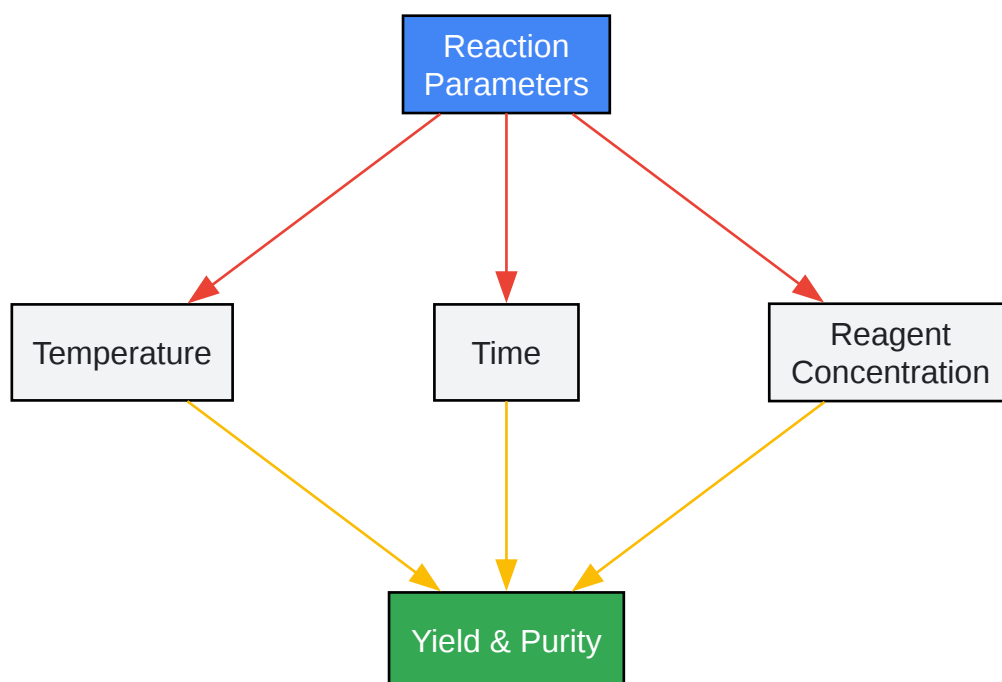 Reaction
Parameters
Temperature
Time
Reagent
Concentration
Yield & Purity